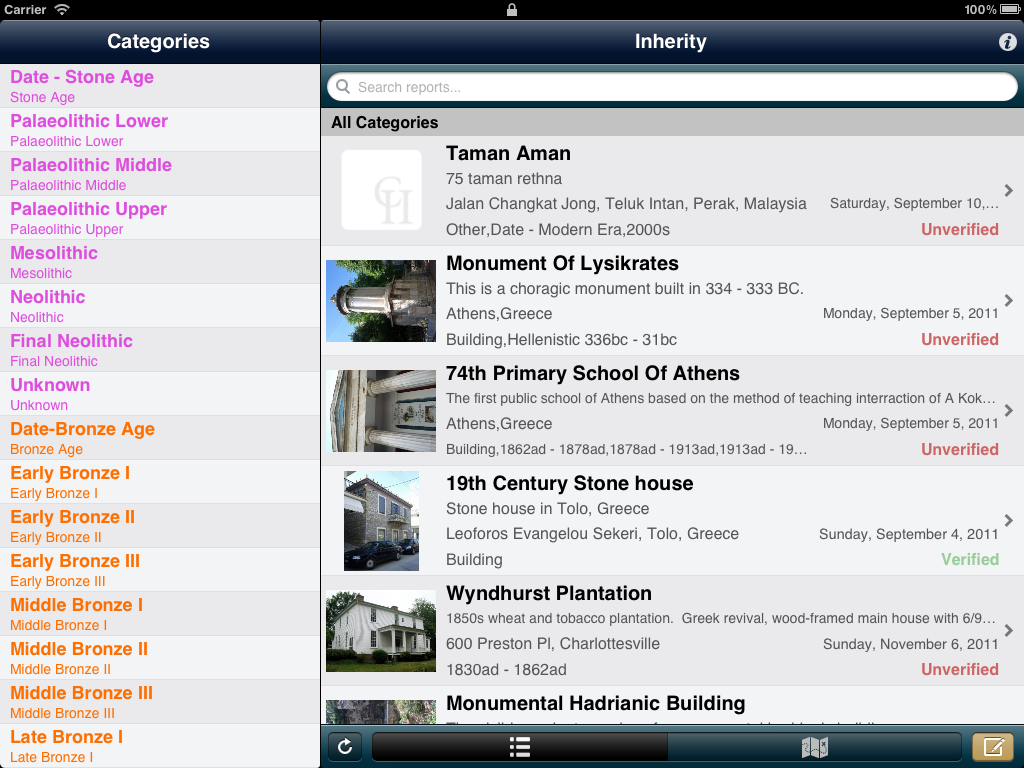 Carrier
100%
Categories
Date - Stone Age
Stone Age
Palaeolithic Lower
Palaeolithic Lower
Palaeolithic Middle
Palaeolithic Middle
Palaeolithic Upper
Palaeolithic Upper
Mesolithic
Mesolithic
Neolithic
Neolithic
Final Neolithic
Final Neolithic
Unknown
Unknown
Date-Bronze Age
Bronze Age
Early Bronze I
Early Bronze I
Early Bronze II
Early Bronze II
Early Bronze III
Early Bronze III
Middle Bronze I
Middle Bronze I
Middle Bronze II
Middle Bronze II
Middle Bronze III
Middle Bronze III
Late Bronze I
Late Bronze I
Inherity
Search reports...
All Categories
CH
Taman Aman
75 taman rethna
Jalan Changkat Jong, Teluk Intan, Perak, Malaysia
Saturday, September 10,...
Other,Date - Modern Era,2000s
Unverified
Monument Of Lysikrates
This is a choragic monument built in 334 - 333 BC.
Athens,Greece
Monday, September 5, 2011
Building,Hellenistic 336bc - 31bc
Unverified
74th Primary School Of Athens
The first public school of Athens based on the method of teaching interraction of A Kok...
Athens,Greece
Monday, September 5, 2011
Building,1862ad - 1878ad,1878ad - 1913ad,1913ad - 19...
Unverified
19th Century Stone house
Stone house in Tolo, Greece
Leoforos Evangelou Sekeri, Tolo, Greece
Sunday, September 4, 2011
Building
Verified
Wyndhurst Plantation
1850s wheat and tobacco plantation.  Greek revival, wood-framed main house with 6/9...
600 Preston Pl, Charlottesville
Sunday, November 6, 2011
1830ad - 1862ad
Unverified
Monumental Hadrianic Building